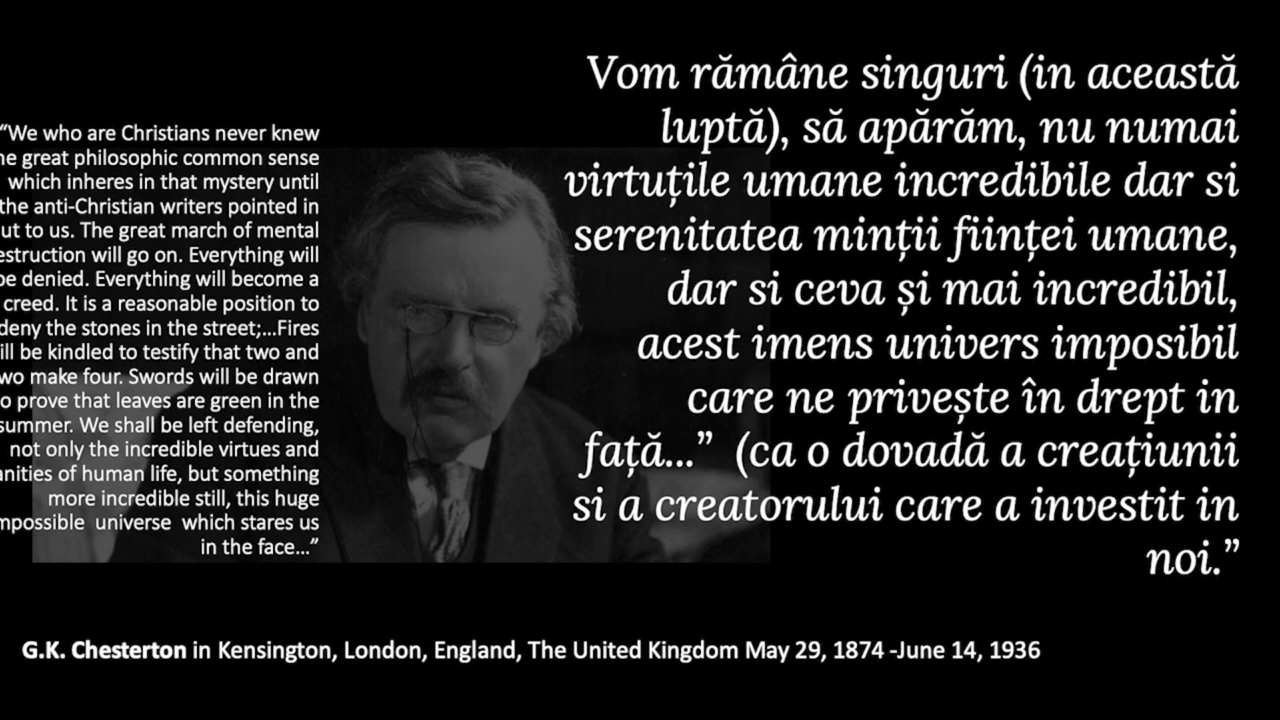 “We who are Christians never knew
great philosophic common sense
which inheres in that mystery until
the anti-Christian writers pointed in
to us. The great march of mental
will go on. Everything will
be denied. Everything will become a
creed. It is a reasonable position to
deny the stones in the street;...Fires
be kindled to testify that two and
make four. Swords will be drawn
prove that leaves are green in the
summer. We shall be left defending,
not only the incredible virtues and
of human life, but something
more incredible still, this huge
universe which stares us
in the face...”
Vom rămâne singuri (in această
luptă), să apărăm, nu numai
virtuțile umane incredibile dar si
serenitatea minții ființei umane,
dar si ceva și mai incredibil,
acest imens univers imposibil
care ne privește în drept in
față...” (ca o dovadă a creațiunii
si a creatorului care a investit in
noi.”
G.K. Chesterton in Kensington, London, England, The United Kingdom May 29, 1874 -June 14, 1936